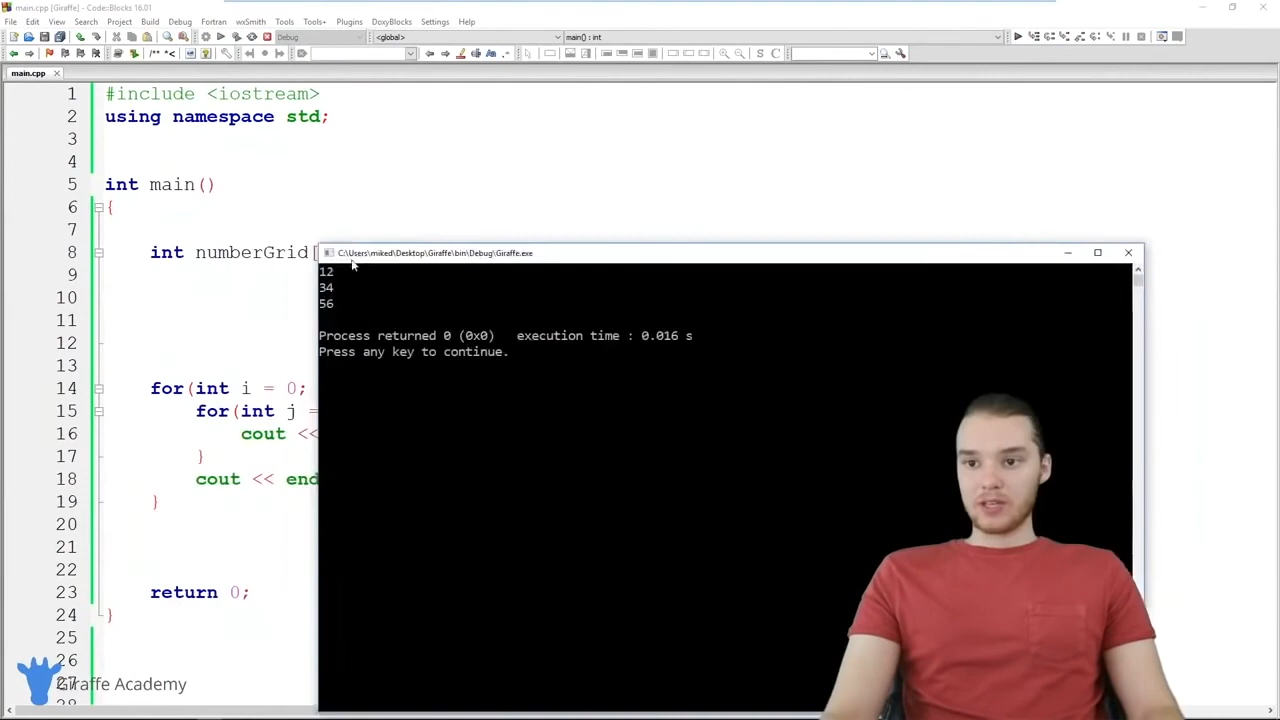 main.cpp [Giraffe] - Code::Blocks 16.01
File Edit View Search Project Build Debug Fortran wxSmith Tools Tools+ Plugins DoxyBlocks Settings Help
Debug
<global>
main() : int
main.cpp
1 #include <iostream>
2 using namespace std;
3
4
5 int main()
6 {
7
8 int numberGrid[
9
10
11
12
13
14 for(int i = 0;
15 for(int j =
16 cout <<
17 }
18 cout << end
19 }
20
21
22
23 return 0;
24 }
25
26
27
28
C:\Users\miked\Desktop\Giraffe\bin\Debug\Giraffe.exe
12
34
56
Process returned 0 (0x0) execution time : 0.016 s
Press any key to continue.
Giraffe Academy